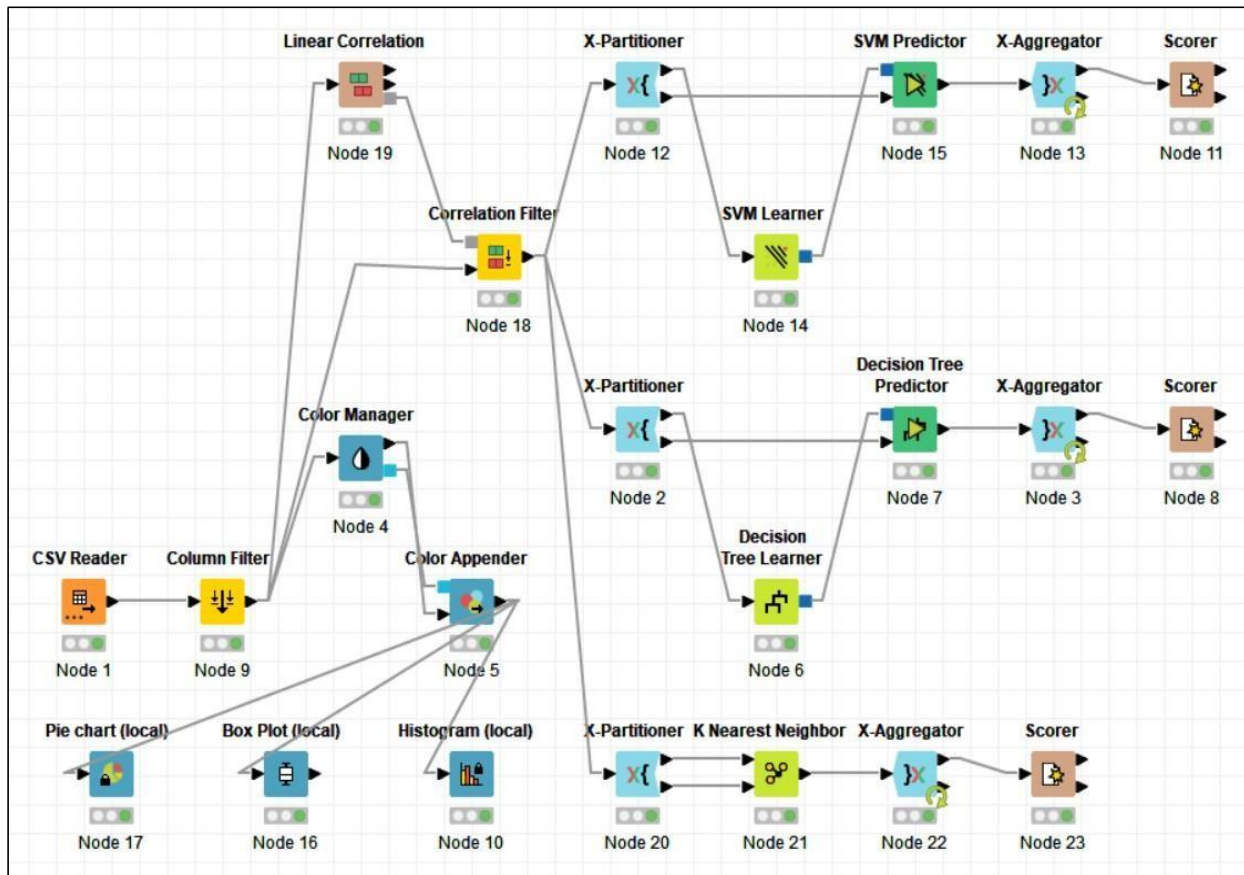 Linear Correlation
X-Partitioner
SVM Predictor
X-Aggregator
Scorer
Node 19
Node 12
Node 15
Node 13
Node 11
Correlation Filter
SVM Learner
Node 18
Node 14
X-Partitioner
Decision Tree
Predictor
X-Aggregator
Scorer
Color Manager
Node 4
Node 2
Node 7
Node 3
Node 8
CSV Reader
Column Filter
Color Appender
Decision
Tree Learner
Node 1
Node 9
Node 5
Node 6
Pie chart (local)
Box Plot (local)
Histogram (local)
X-Partitioner
K Nearest Neighbor
X-Aggregator
Scorer
Node 17
Node 16
Node 10
Node 20
Node 21
Node 22
Node 23